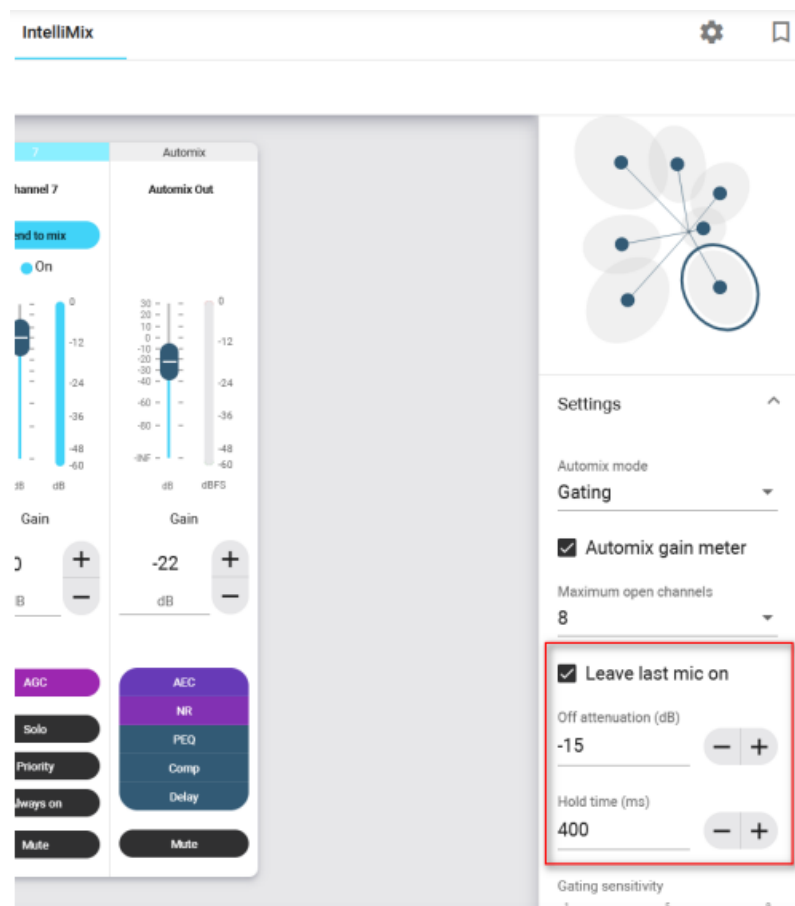 IntelliMix
7
Automix
hannel 7
Automix Out
end to mix
On
0
-12
-24
-36
-48
-60
dB
dB
30
20
10
0
-10
-20
-30
-40
-60
-80
-INF
0
-12
-24
-36
-48
-60
dB
dBFS
Gain
Gain
0
+
-22
+
B
−
dB
−
AGC
AEC
NR
Solo
PEQ
Priority
Comp
lways on
Delay
Mute
Mute
Settings
Automix mode
Gating
Automix gain meter
Maximum open channels
8
Leave last mic on
Off attenuation (dB)
-15
− +
Hold time (ms)
400
− +
Gating sensitivity